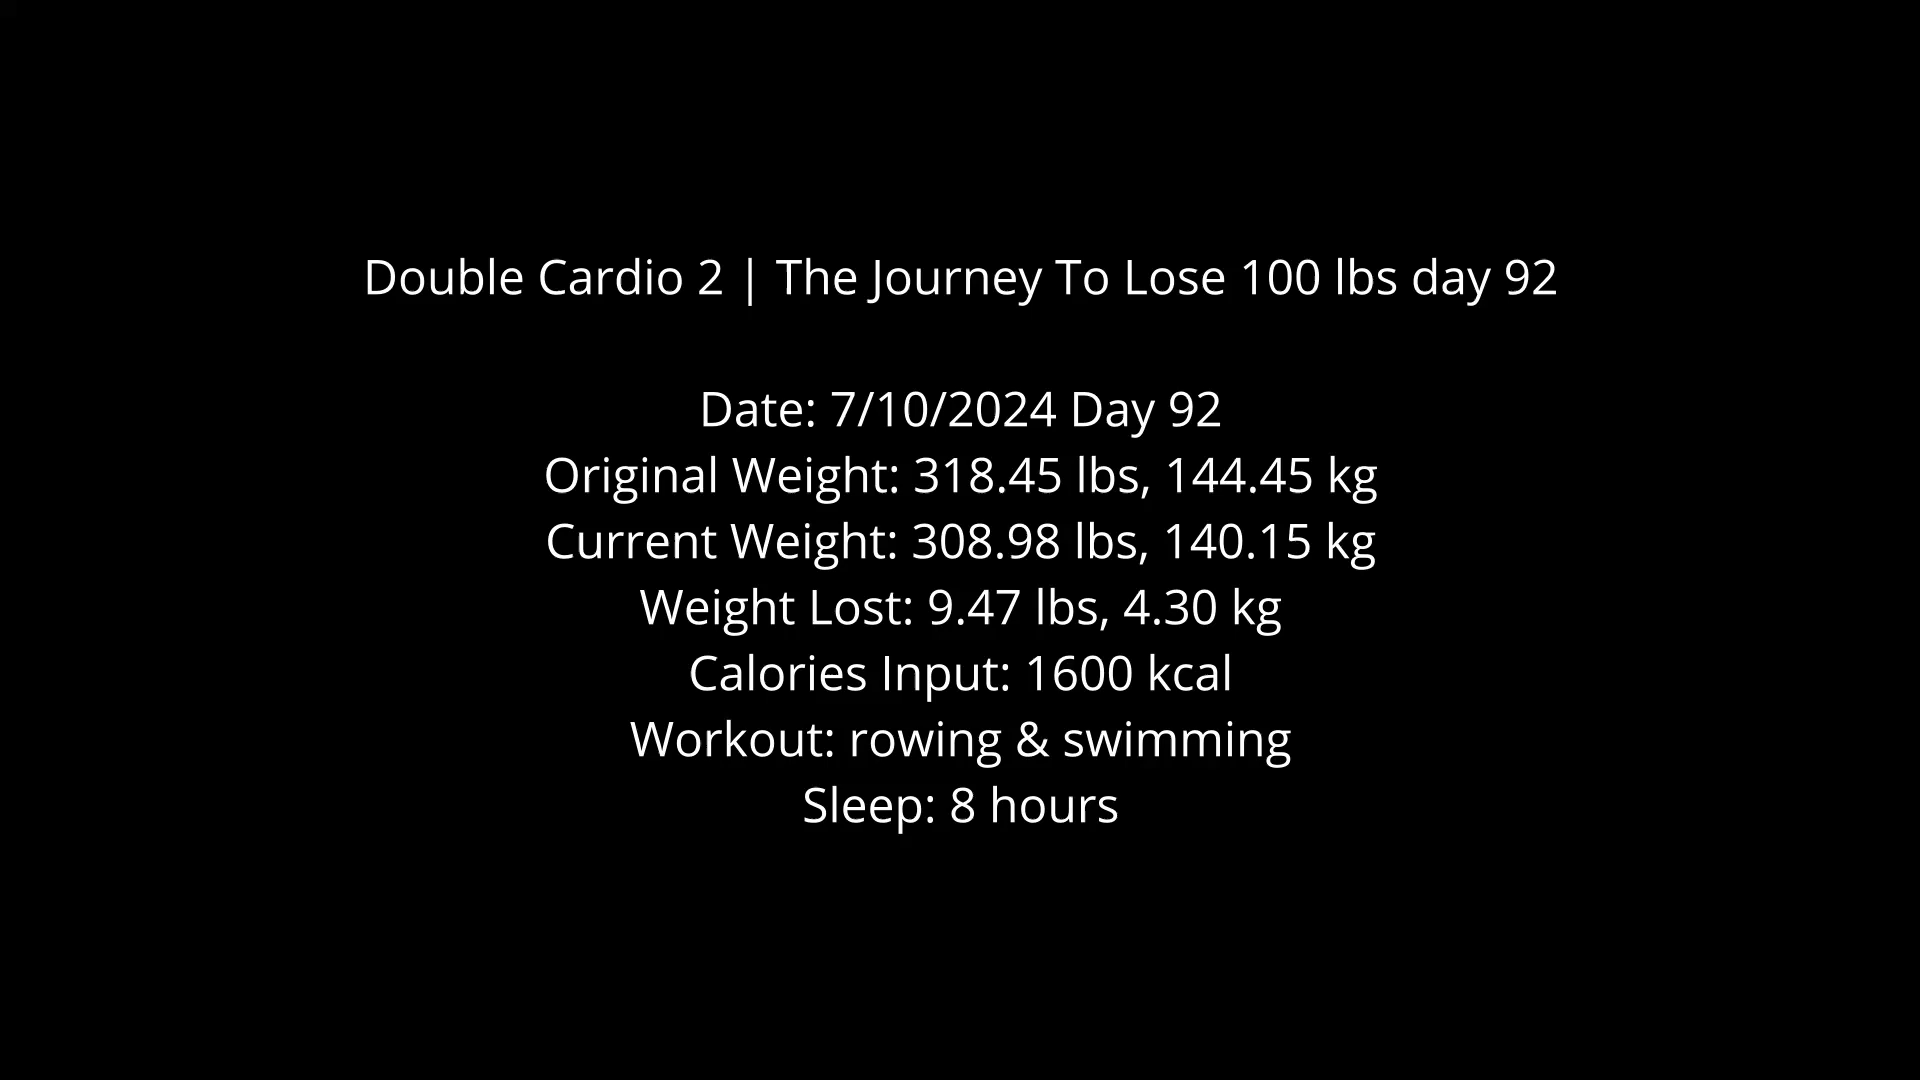 Double Cardio 2 | The Journey To Lose 100 lbs day 92
Date: 7/10/2024 Day 92
Original Weight: 318.45 lbs, 144.45 kg
Current Weight: 308.98 lbs, 140.15 kg
Weight Lost: 9.47 lbs, 4.30 kg
Calories Input: 1600 kcal
Workout: rowing & swimming
Sleep: 8 hours